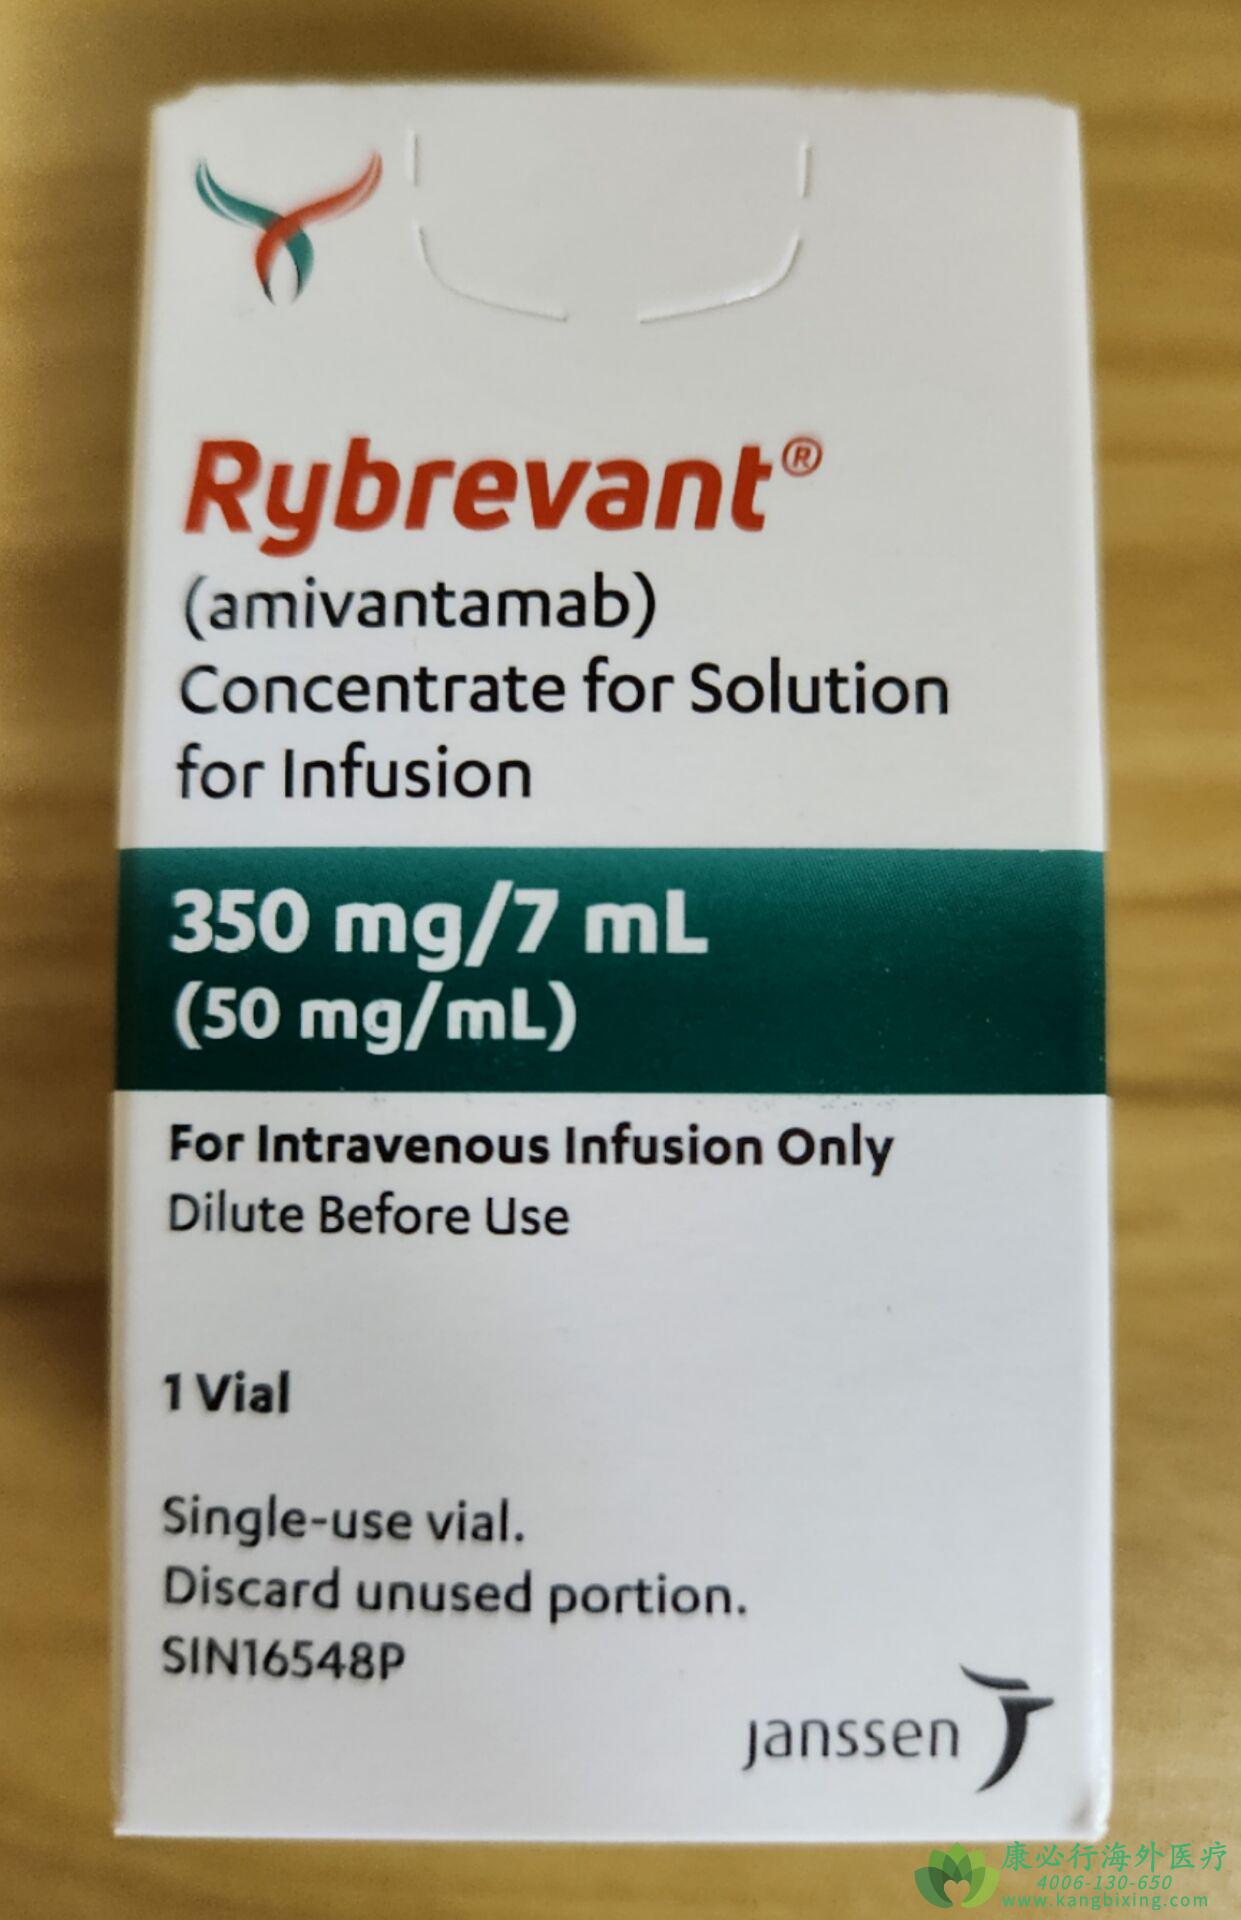 Rybrevant®
(amivantamab)
Concentrate for Solution
for Infusion
350 mg/7 mL
(50 mg/mL)
For Intravenous Infusion Only
Dilute Before Use
1 Vial
Single-use vial.
Discard unused portion.
SIN16548P
janssen
康必行海外医疗
4006-130-650
www.kangbixing.com